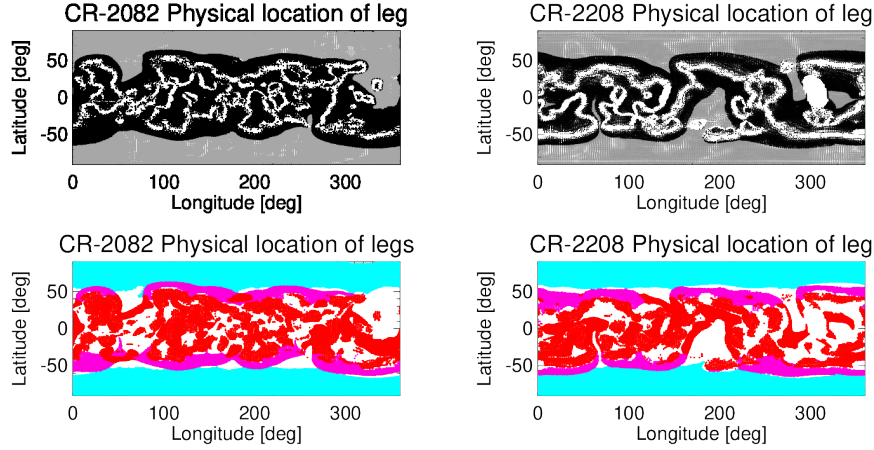 CR-2082 Physical location of leg
Latitude [deg]
50
0
-50
0 100 200 300
Longitude [deg]
CR-2208 Physical location of leg
Latitude [deg]
50
0
-50
0 100 200 300
Longitude [deg]
CR-2082 Physical location of legs
Latitude [deg]
50
0
-50
0 100 200 300
Longitude [deg]
CR-2208 Physical location of leg
Latitude [deg]
50
0
-50
0 100 200 300
Longitude [deg]